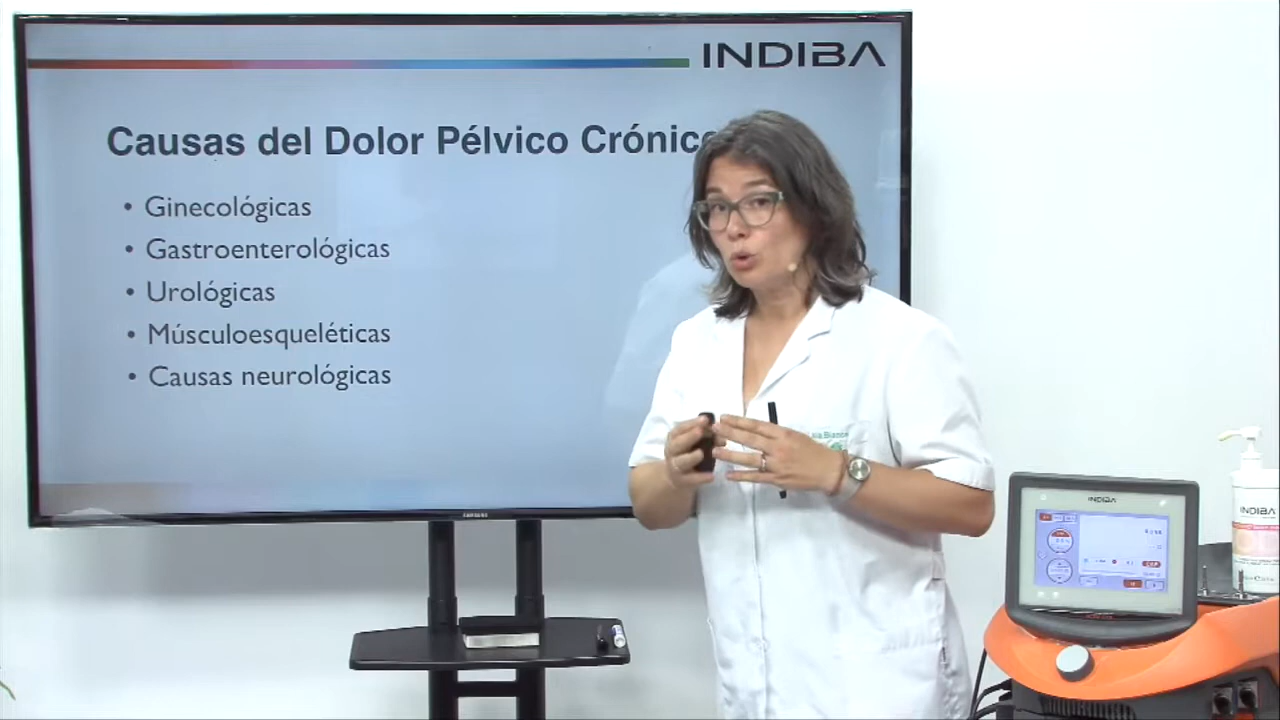 INDIBA
Causas del Dolor Pélvico Crónico
• Ginecológicas
• Gastroenterológicas
• Urológicas
• Músculoesqueléticas
• Causas neurológicas
SAMSUNG
INDIBA
INDIBA